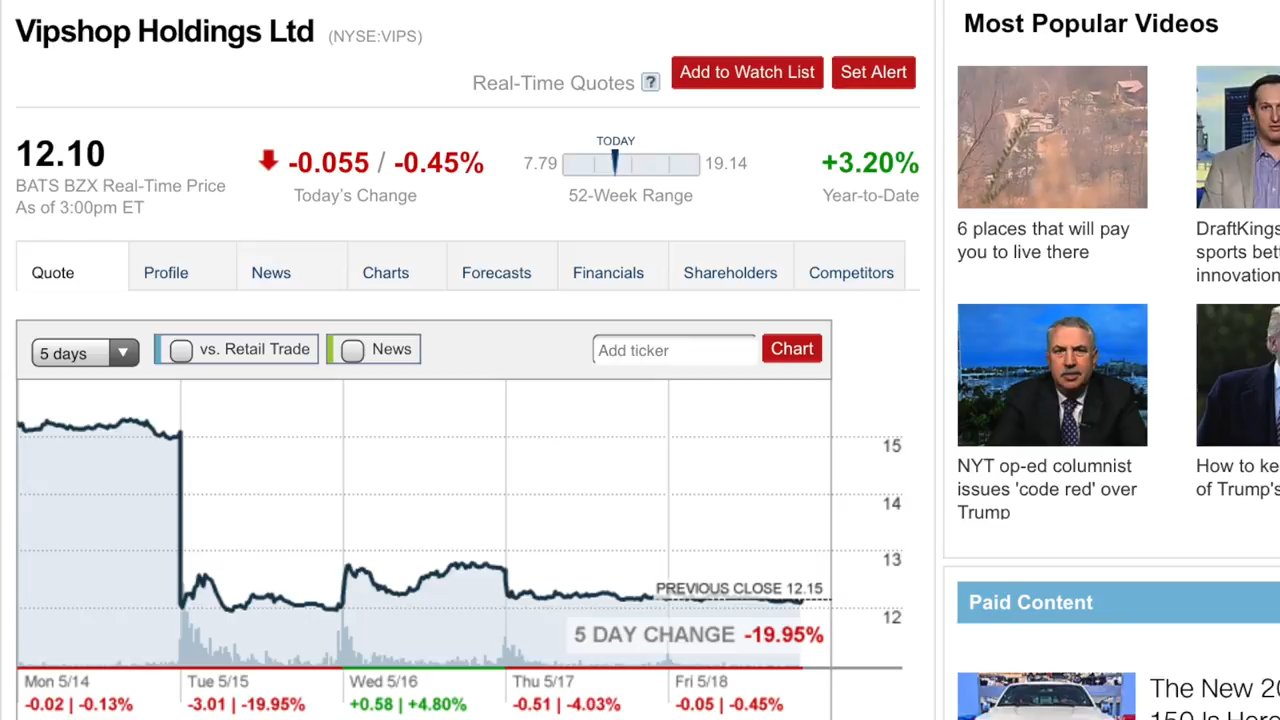 Vipshop Holdings Ltd (NYSE:VIPS)
Real-Time Quotes ?
Add to Watch List
Set Alert
12.10
BATS BZX Real-Time Price
As of 3:00pm ET
-0.055 / -0.45%
Today's Change
TODAY
7.79
19.14
52-Week Range
+3.20%
Year-to-Date
Quote
Profile
News
Charts
Forecasts
Financials
Shareholders
Competitors
5 days
vs. Retail Trade
News
Add ticker
Chart
15
14
13
12
PREVIOUS CLOSE 12.15
5 DAY CHANGE -19.95%
Mon 5/14
-0.02 | -0.13%
Tue 5/15
-3.01 | -19.95%
Wed 5/16
+0.58 | +4.80%
Thu 5/17
-0.51 | -4.03%
Fri 5/18
-0.05 | -0.45%
Most Popular Videos
6 places that will pay
you to live there
DraftKings
sports bet
innovation
NYT op-ed columnist
issues 'code red' over
Trump
How to ke
of Trump's
Paid Content
The New 20